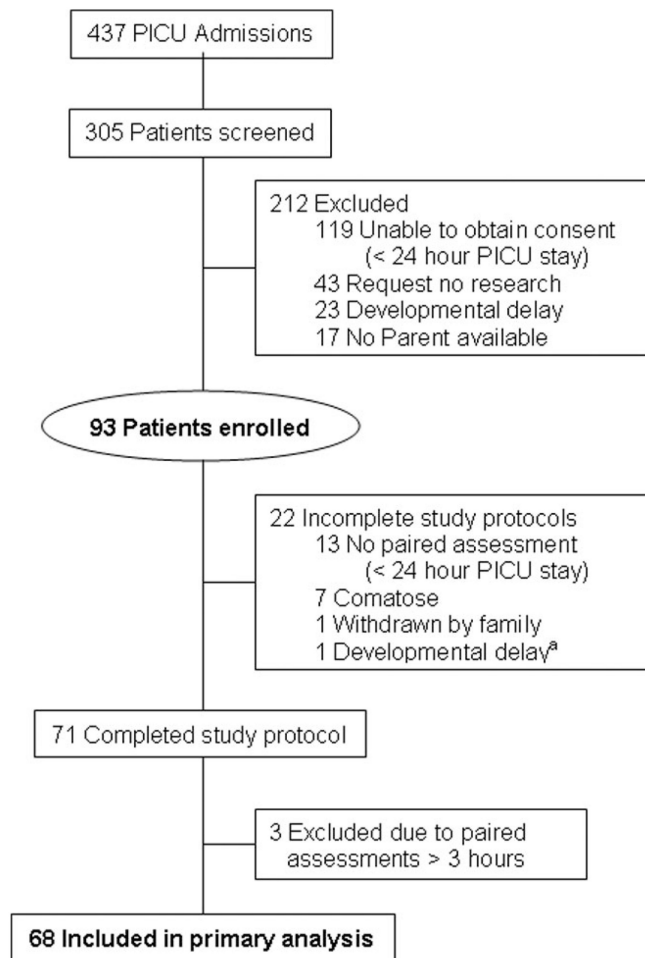 437 PICU Admissions
305 Patients screened
212 Excluded
119 Unable to obtain consent
(< 24 hour PICU stay)
43 Request no research
23 Developmental delay
17 No Parent available
93 Patients enrolled
22 Incomplete study protocols
13 No paired assessment
(< 24 hour PICU stay)
7 Comatose
1 Withdrawn by family
1 Developmental delayᵃ
71 Completed study protocol
3 Excluded due to paired
assessments > 3 hours
68 Included in primary analysis